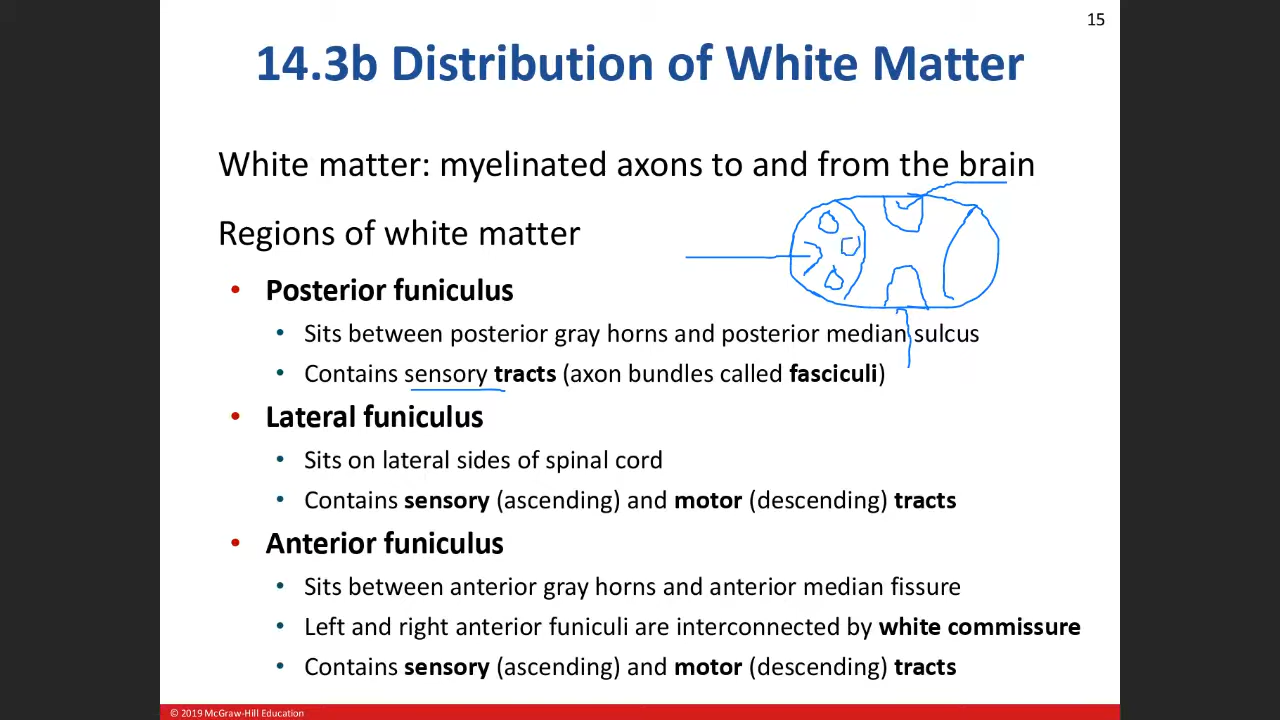 15
14.3b Distribution of White Matter
White matter: myelinated axons to and from the brain
Regions of white matter
• Posterior funiculus
• Sits between posterior gray horns and posterior median sulcus
• Contains sensory tracts (axon bundles called fasciculi)
• Lateral funiculus
• Sits on lateral sides of spinal cord
• Contains sensory (ascending) and motor (descending) tracts
• Anterior funiculus
• Sits between anterior gray horns and anterior median fissure
• Left and right anterior funiculi are interconnected by white commissure
• Contains sensory (ascending) and motor (descending) tracts
© 2019 McGraw-Hill Education